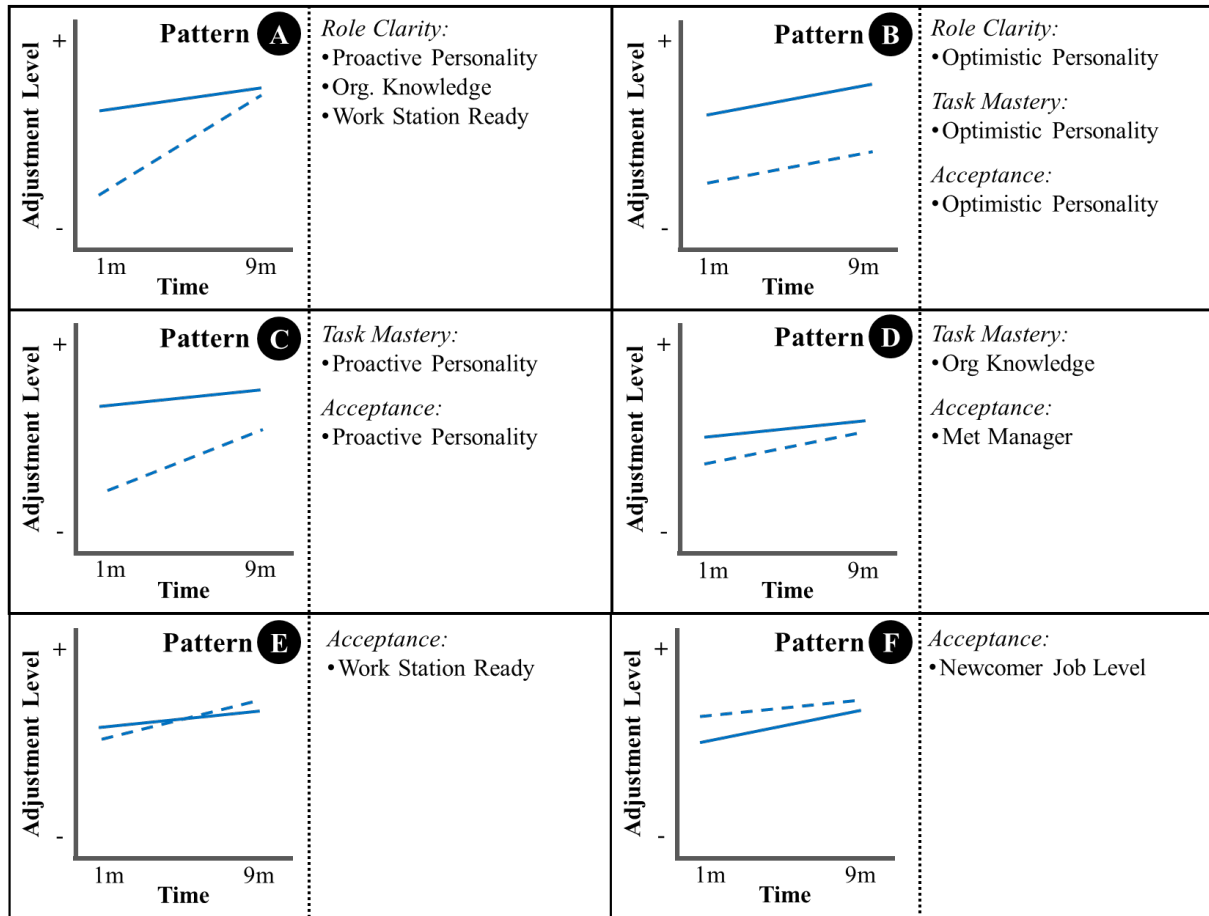 Pattern A
+
Adjustment Level
-
1m 9m
Time
Role Clarity:
•Proactive Personality
•Org. Knowledge
•Work Station Ready
Pattern B
+
Adjustment Level
-
1m 9m
Time
Role Clarity:
•Optimistic Personality
Task Mastery:
•Optimistic Personality
Acceptance:
•Optimistic Personality
Pattern C
+
Adjustment Level
-
1m 9m
Time
Task Mastery:
•Proactive Personality
Acceptance:
•Proactive Personality
Pattern D
+
Adjustment Level
-
1m 9m
Time
Task Mastery:
•Org Knowledge
Acceptance:
•Met Manager
Pattern E
+
Adjustment Level
-
1m 9m
Time
Acceptance:
•Work Station Ready
Pattern F
+
Adjustment Level
-
1m 9m
Time
Acceptance:
•Newcomer Job Level